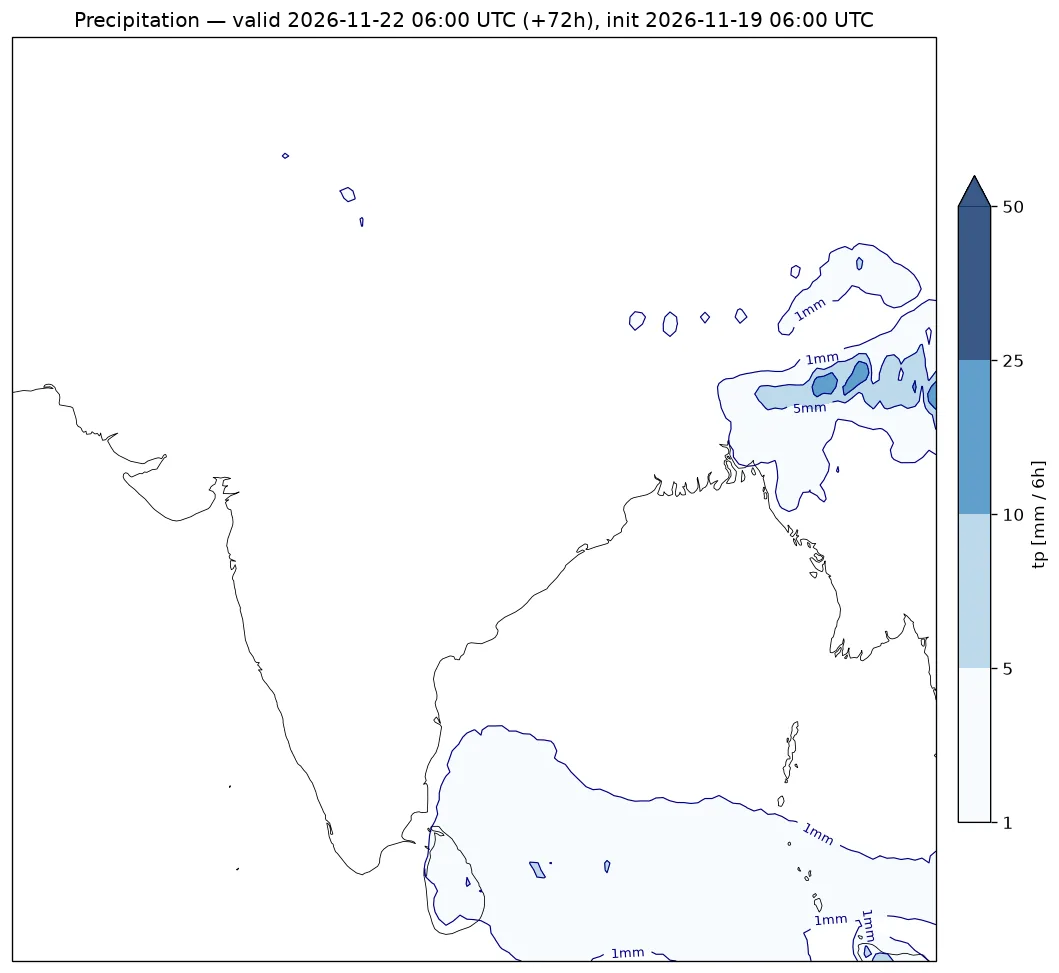 Precipitation — valid 2026-11-22 06:00 UTC (+72h), init 2026-11-19 06:00 UTC
50
1mm
1mm
25
5mm
10
tp [mm / 6h]
5
1mm
1
1mm
1mm
1mm